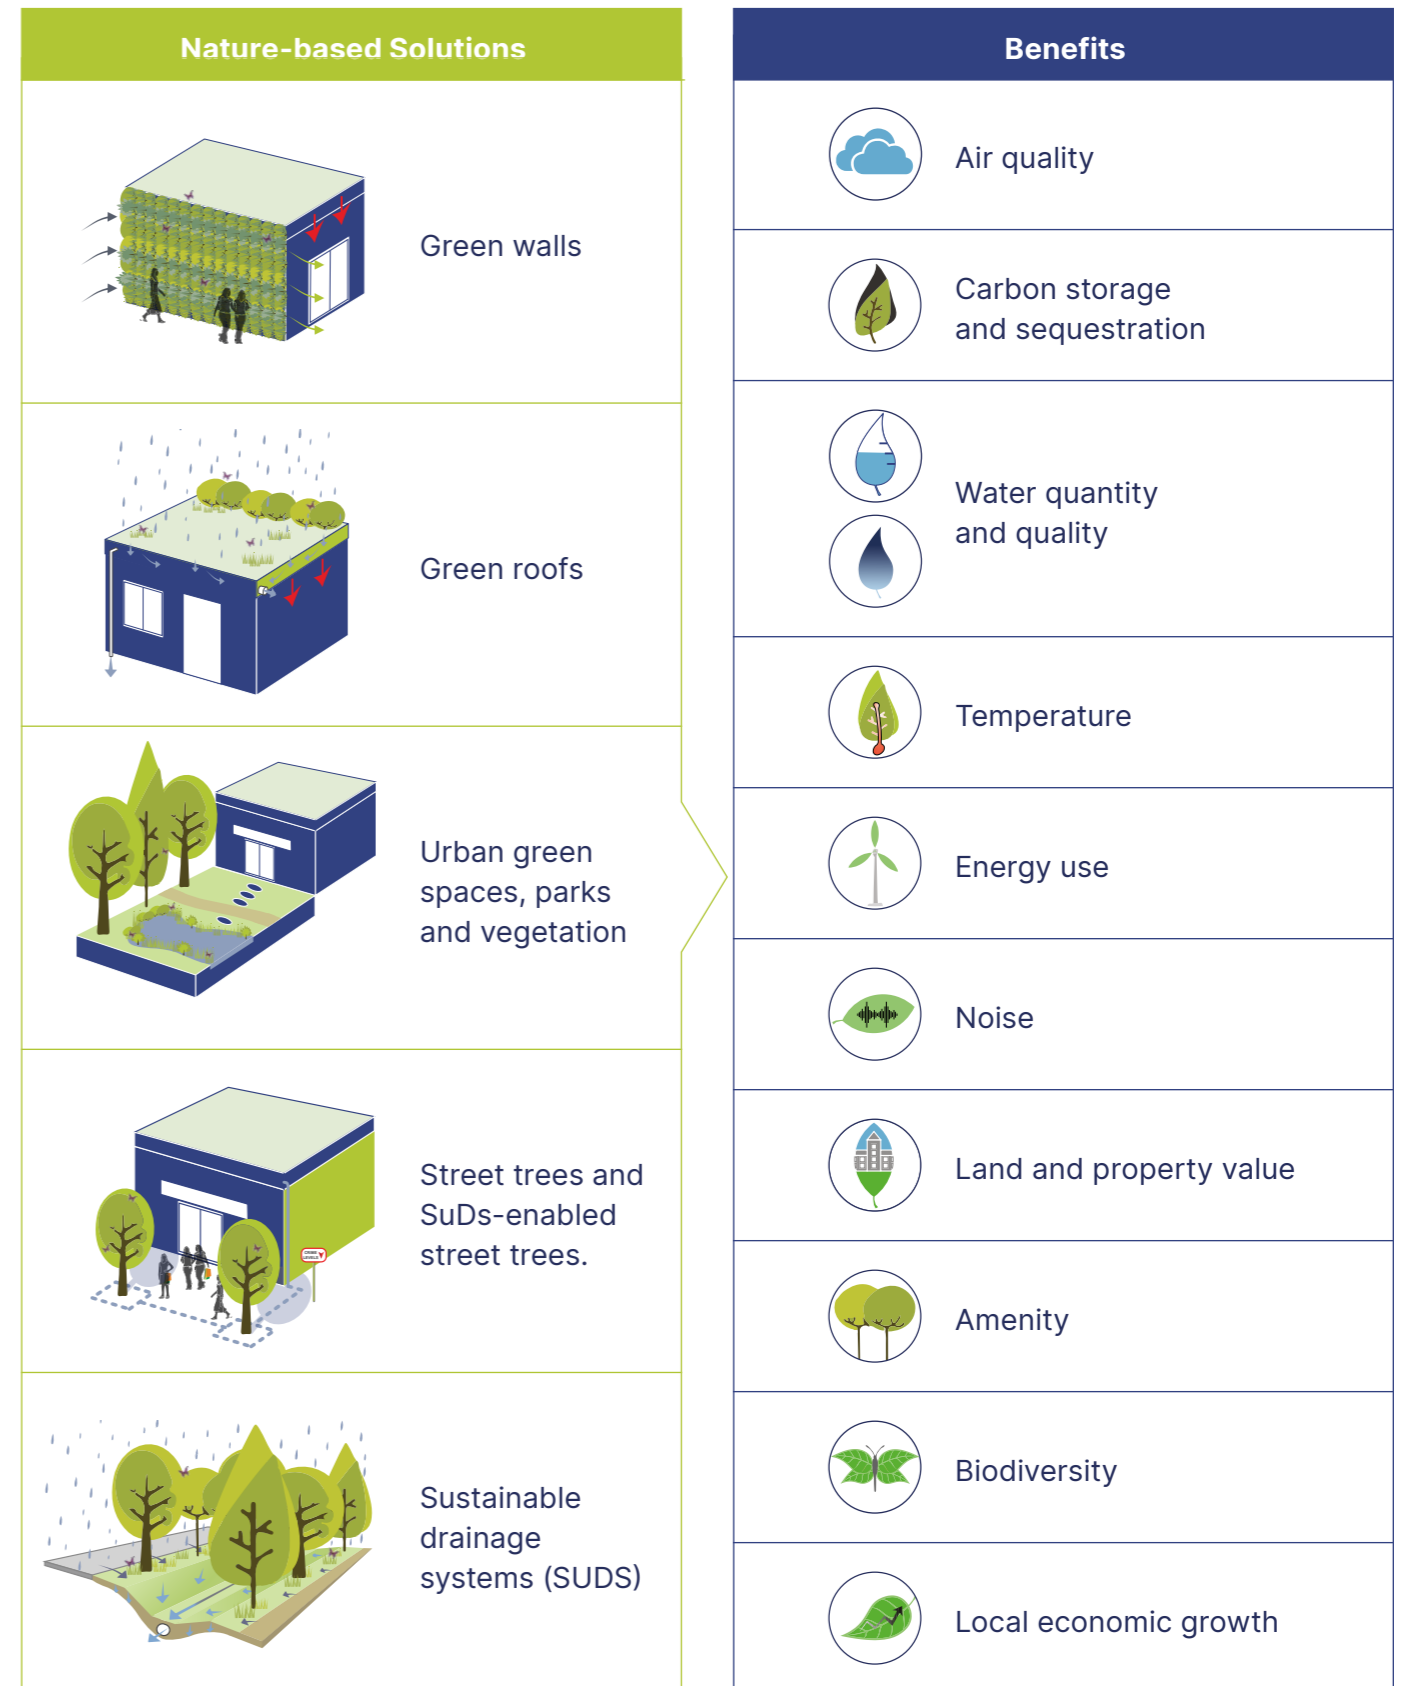 Nature-based Solutions
Green walls
Green roofs
Urban green
spaces, parks
and vegetation
Street trees and
SuDs-enabled
street trees.
CRIME
LEVELS
Sustainable
drainage
systems (SUDS)
Benefits
Air quality
Carbon storage
and sequestration
Water quantity
and quality
Temperature
Energy use
Noise
Land and property value
Amenity
Biodiversity
Local economic growth